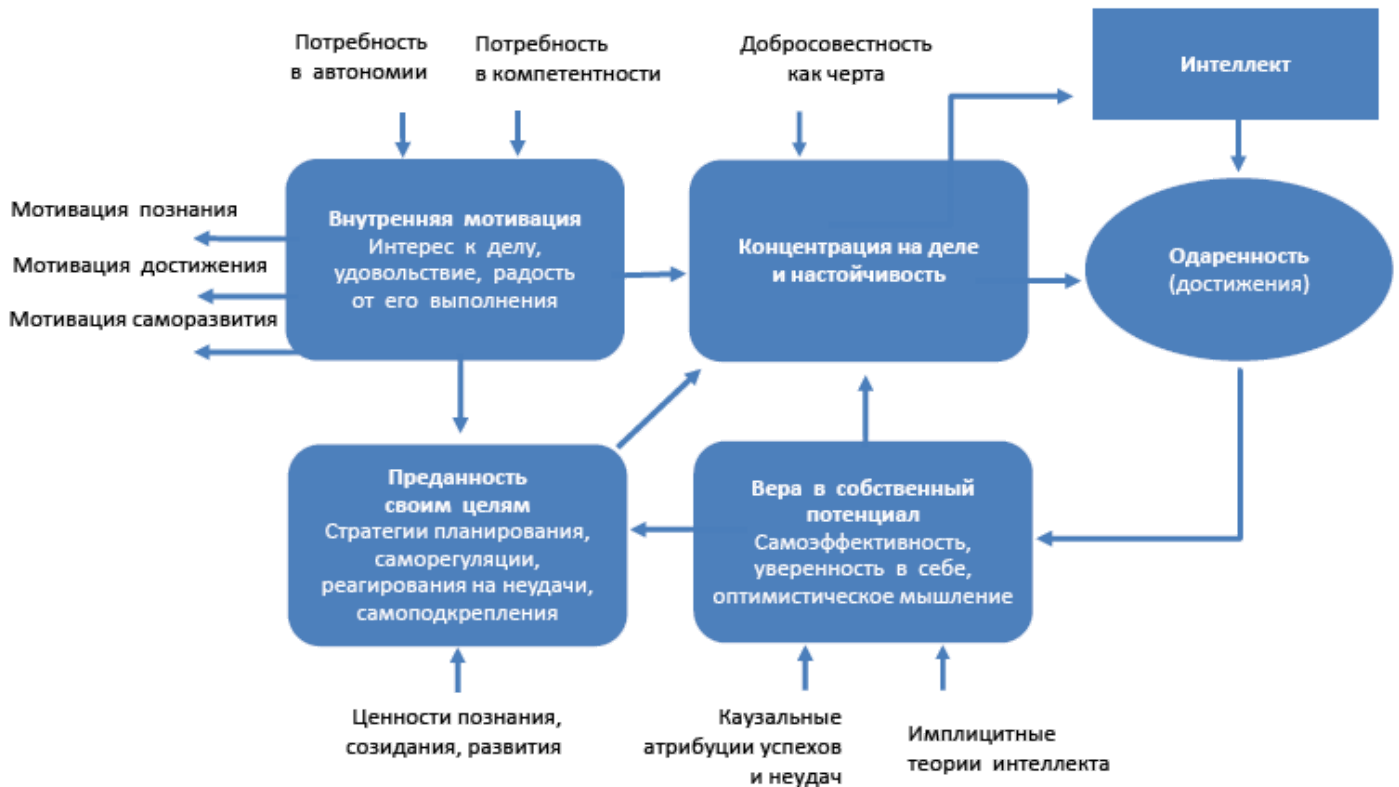 Потребность
в автономии
Потребность
в компетентности
Добросовестность
как черта
Интеллект
Мотивация познания
Мотивация достижения
Мотивация саморазвития
Внутренняя мотивация
Интерес к делу,
удовольствие, радость
от его выполнения
Концентрация на деле
и настойчивость
Одаренность
(достижения)
Преданность
своим целям
Стратегии планирования,
саморегуляции,
реагирования на неудачи,
самоподкрепления
Вера в собственный
потенциал
Самоэффективность,
уверенность в себе,
оптимистическое мышление
Ценности познания,
созидания, развития
Каузальные
атрибуции успехов
и неудач
Имплицитные
теории интеллекта